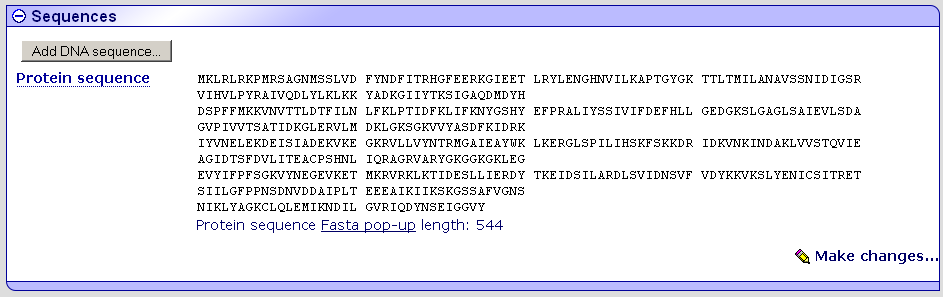 Sequences
Add DNA sequence...
Protein sequence
MKLRLRKPMRSAGNMSSLVD FYNDFITRHGFEERKGIEET LRYLENGHNVILKAPTGYGK TTLTMILANAVSSNIDIGSR
VIHVLPYRAIVQDLYLKLKK YADKGIIYTKSIGAQDMDYH
DSPFFMKKVNVTTLDTFILN LFKLPTIDFKLIFKNYGSHY EFPRALIYSSIVIFDEFHLL GEDGKSLGAGLSAIEVLSDA
GVPIVVTSATIDKGLERVLM DKLGKSGKVVYASDFKIDRK
IYVNELEKDEISIADEKVKE GKRVLLVYNTRMGAIEAYWK LKERGLSPILIHSKFSKKDR IDKVNKINDAKLVVSTQVIE
AGIDTSFDVLITEACPSHNL IQRAGRVARYGKGGKGKLEG
EVYIFPFSGKVYNEGEVKET MKRVRKLKTIDESLLIERDY TKEIDSILARDLSVIDNSVF VDYKKVKSLYENICSITRET
SIILGFPPNSDNVDDAIPLT EEEAIKIIKSKGSSAFVGNS
NIKLYAGKCLQLEMIKNDIL GVRIQDYNSEIGGVY
Protein sequence Fasta pop-up length: 544
Make changes...